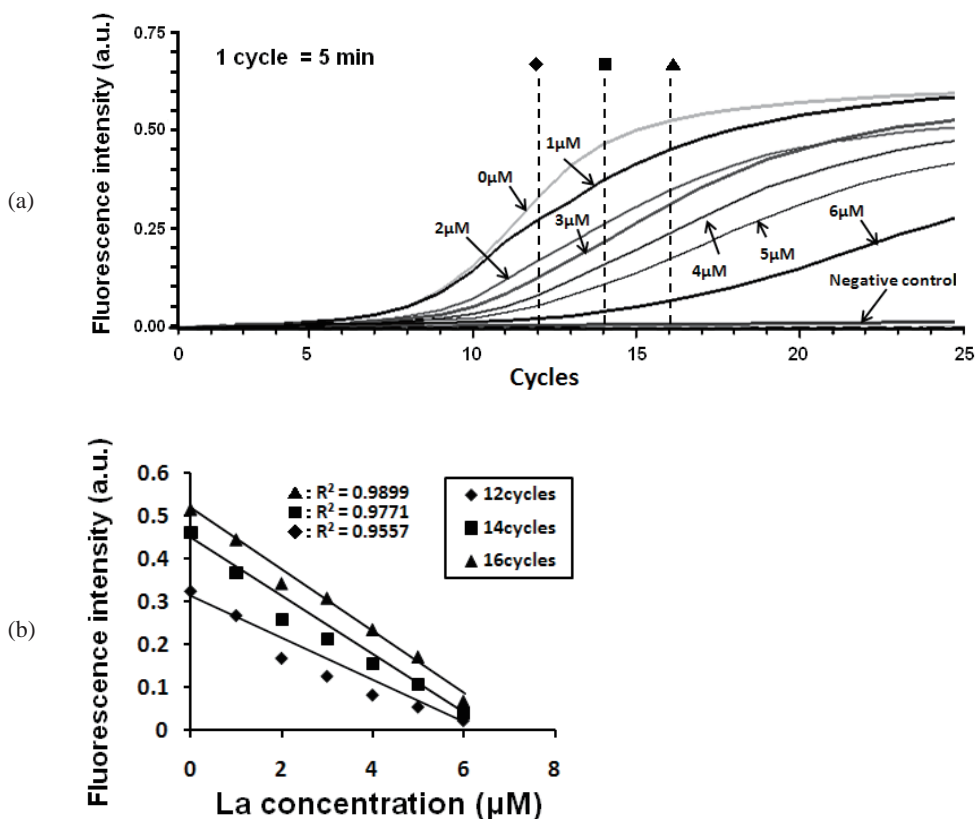 (a)
Fluorescence intensity (a.u.)
0.75
0.50
0.25
0.00
1 cycle = 5 min
0μM
1μM
2μM
3μM
4μM
5μM
6μM
Negative control
0
5
10
15
20
25
Cycles
(b)
Fluorescence intensity (a.u.)
0.6
0.5
0.4
0.3
0.2
0.1
0
▲: R² = 0.9899
■: R² = 0.9771
◆: R² = 0.9557
◆ 12cycles
■ 14cycles
▲ 16cycles
0
2
4
6
8
La concentration (μM)